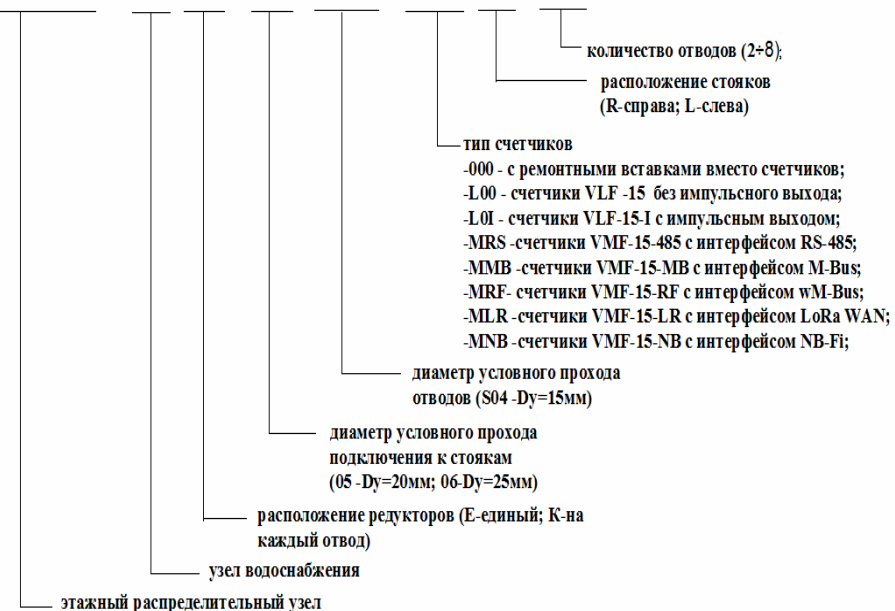 количество отводов (2÷8);
расположение стояков
(R-справа; L-слева)
тип счетчиков
-000 - с ремонтными вставками вместо счетчиков;
-L00 - счетчики VLF -15 без импульсного выхода;
-L0I - счетчики VLF-15-I с импульсным выходом;
-MRS -счетчики VMF-15-485 с интерфейсом RS-485;
-MMB -счетчики VMF-15-MB с интерфейсом M-Bus;
-MRF- счетчики VMF-15-RF с интерфейсом wM-Bus;
-MLR -счетчики VMF-15-LR с интерфейсом LoRa WAN;
-MNB -счетчики VMF-15-NB с интерфейсом NB-Fi;
диаметр условного прохода
отводов (S04 -Dy=15мм)
диаметр условного прохода
подключения к стоякам
(05 -Dy=20мм; 06-Dy=25мм)
расположение редукторов (Е-единый; К-на
каждый отвод)
узел водоснабжения
этажный распределительный узел